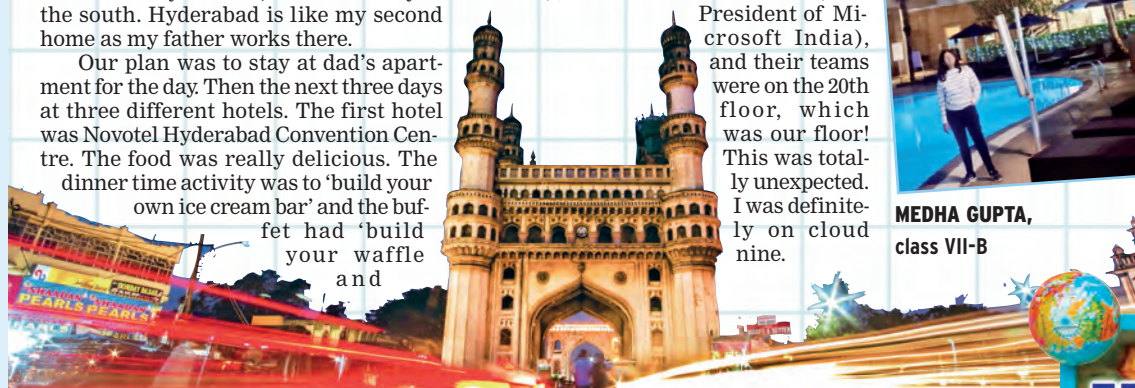 the south. Hyderabad is like my second
home as my father works there.
Our plan was to stay at dad's apart-
ment for the day. Then the next three days
at three different hotels. The first hotel
was Novotel Hyderabad Convention Cen-
tre. The food was really delicious. The
dinner time activity was to 'build your
own ice cream bar' and the buf-
fet had 'build
your waffle
and
President of Mi-
crosoft India),
and their teams
were on the 20th
floor, which
was our floor!
This was total-
ly unexpected.
I was definite-
ly on cloud
nine.
MEDHA GUPTA,
class VII-B
PEARLS PEARLS